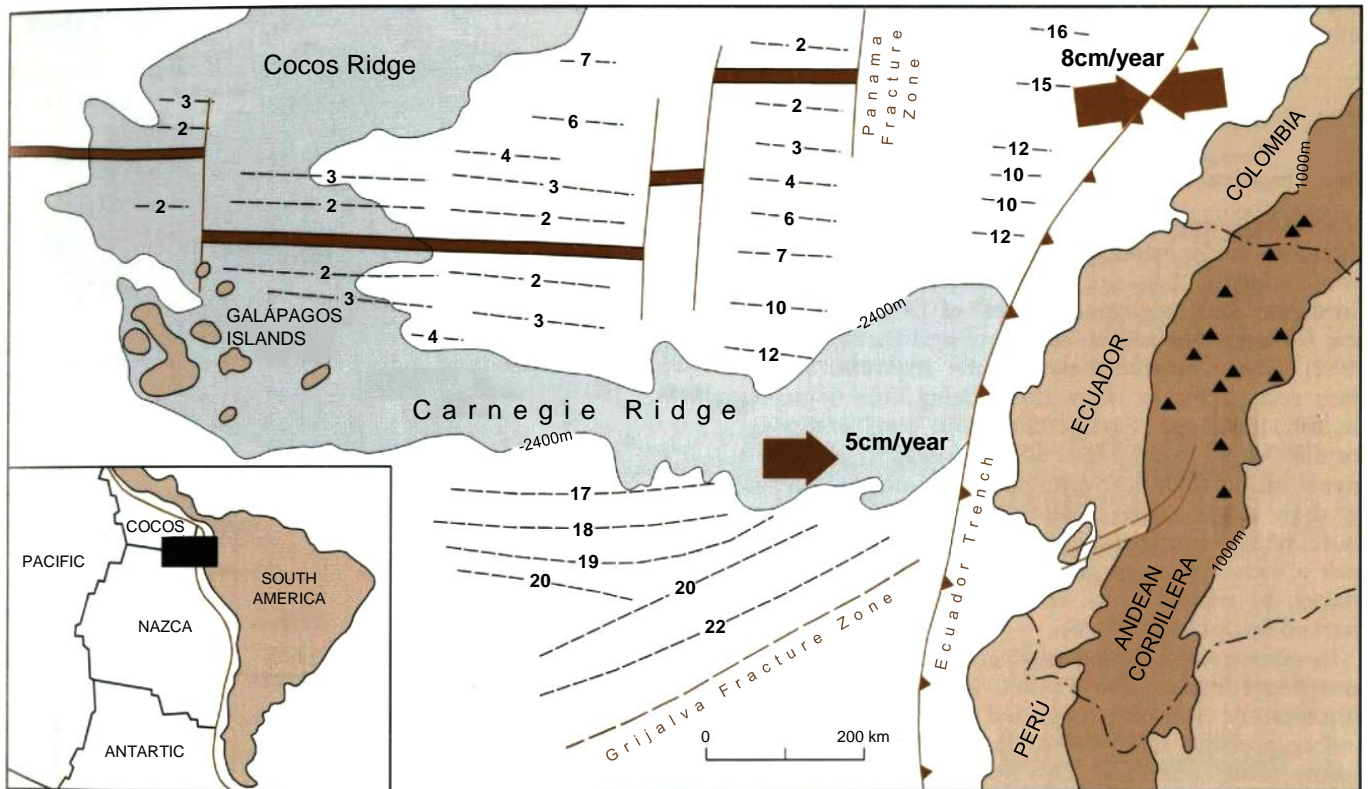 Cocos Ridge
7
2
Panama
Fracture
Zone
16
8cm/year
15
3
2
6
2
3
4
12
COLOMBIA
1000m
3
3
4
10
2
2
2
6
10
12
7
2
2
3
3
10
GALÁPAGOS
ISLANDS
4
12
-2400m
ECUADOR
Carnegie Ridge
-2400m
5cm/year
17
18
19
20
20
22
Grijalva Fracture Zone
Ecuador Trench
1000m
ANDEAN
CORDILLERA
PERÚ
0
200 km
COCOS
PACIFIC
SOUTH
AMERICA
NAZCA
ANTARTIC